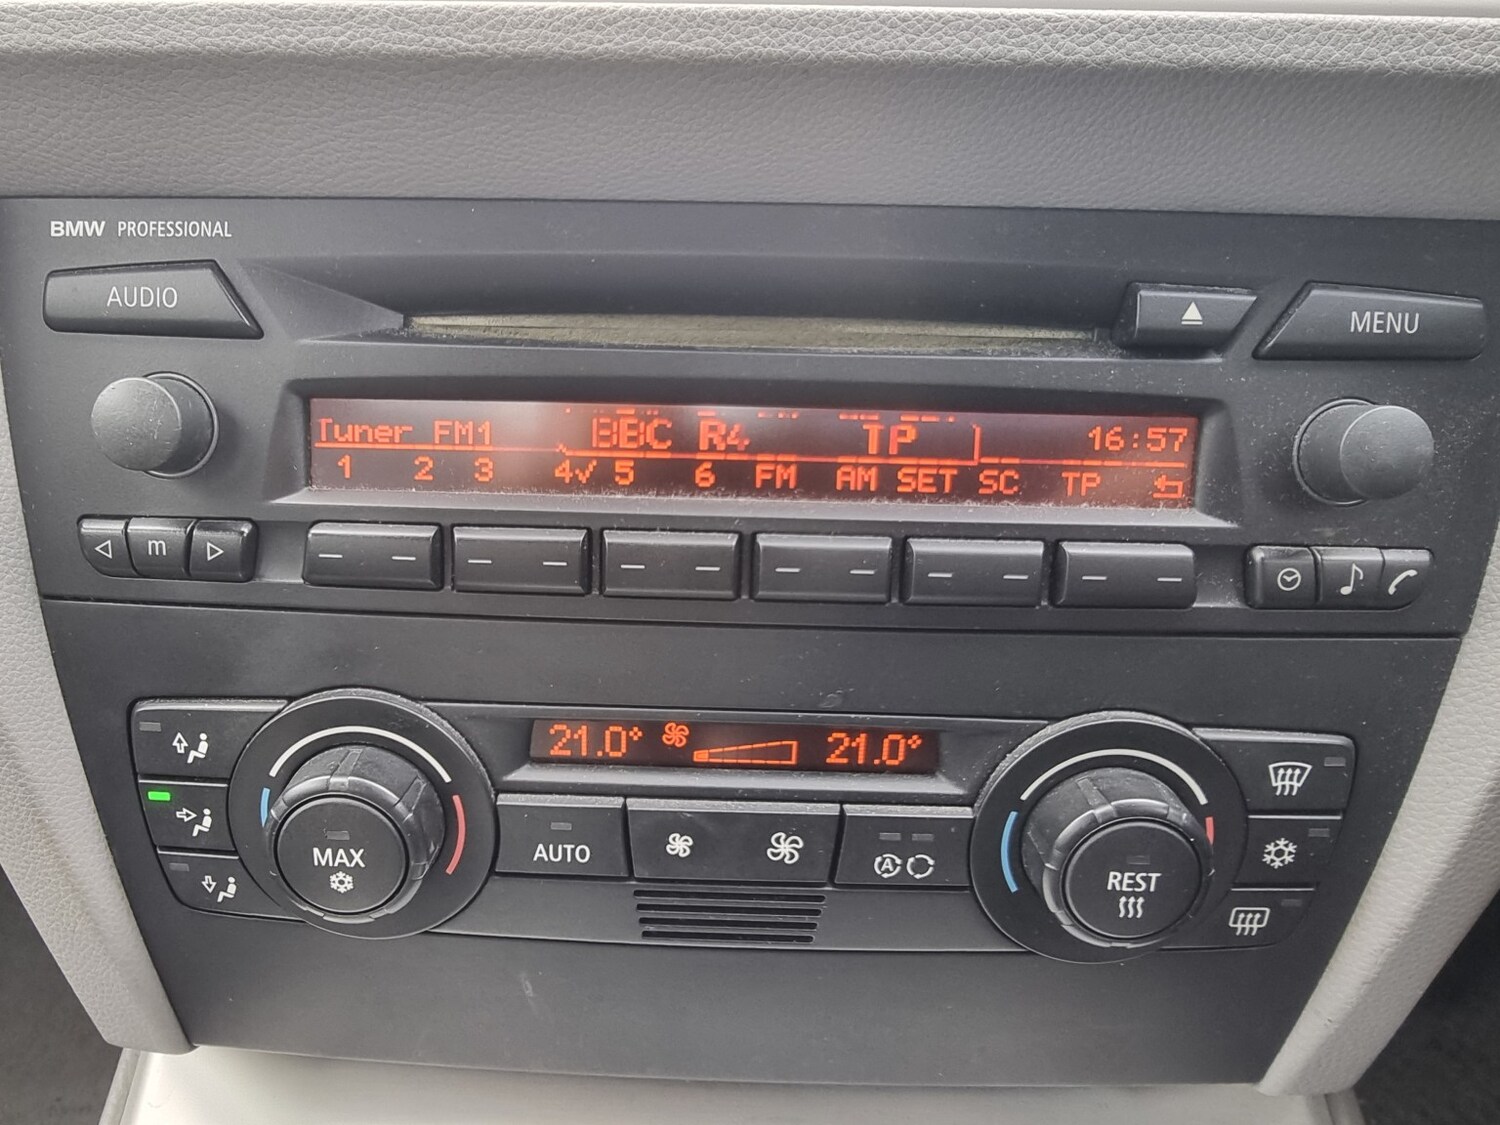 BMW PROFESSIONAL
AUDIO
MENU
Tuner FM1 BBC R4 TP 16:57
1 2 3 4√ 5 6 FM AM SET SC TP
m
21.0° 21.0°
MAX
AUTO
A
REST